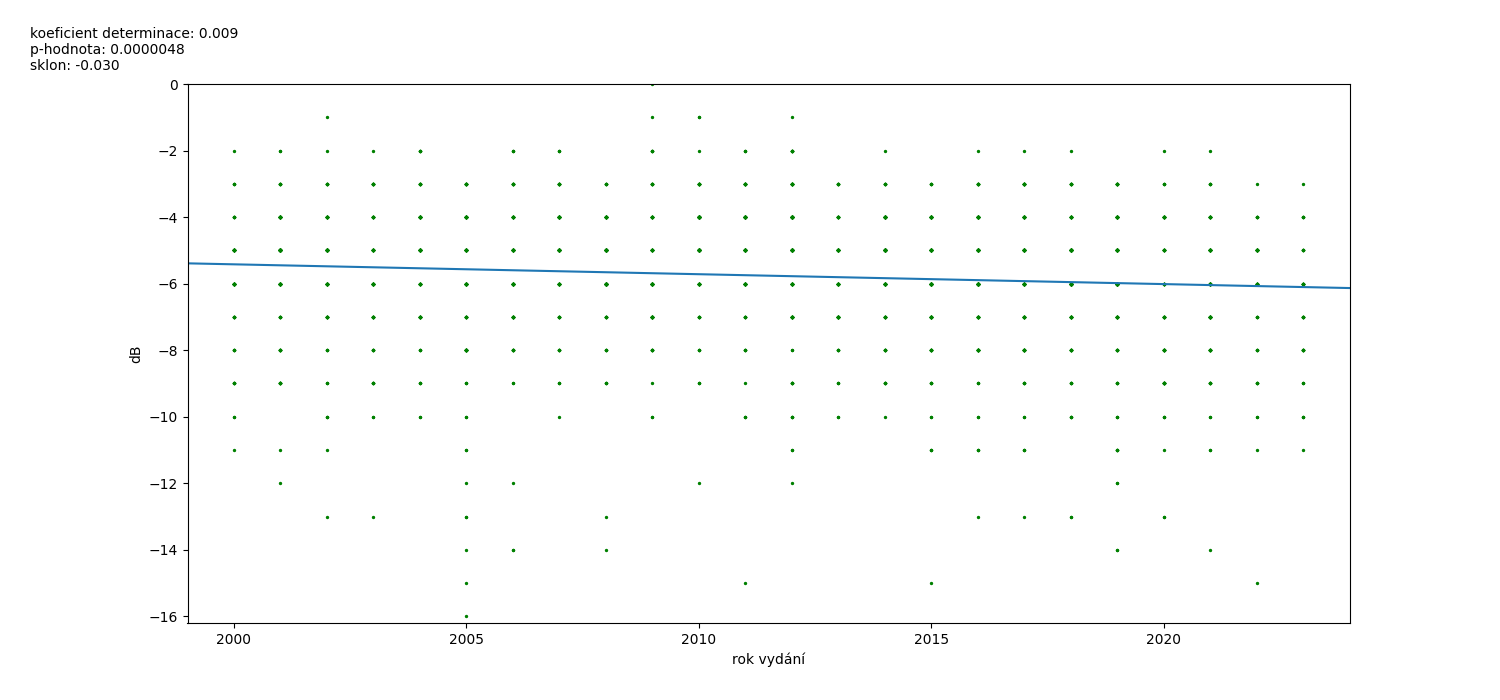 koeficient determinace: 0.009
p-hodnota: 0.0000048
sklon: -0.030
0
−2
−4
−6
−8
−10
−12
−14
−16
dB
2000
2005
2010
2015
2020
rok vydání